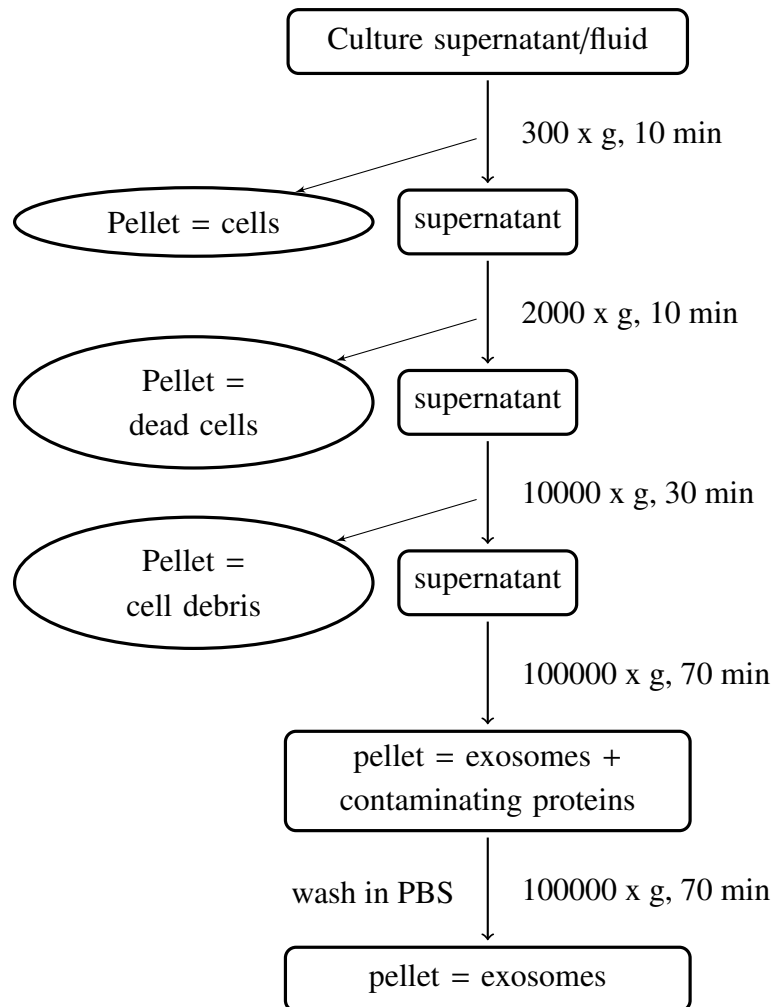 Culture supernatant/fluid
300 x g, 10 min
Pellet = cells
supernatant
2000 x g, 10 min
Pellet =
dead cells
supernatant
10000 x g, 30 min
Pellet =
cell debris
supernatant
100000 x g, 70 min
pellet = exosomes +
contaminating proteins
wash in PBS
100000 x g, 70 min
pellet = exosomes